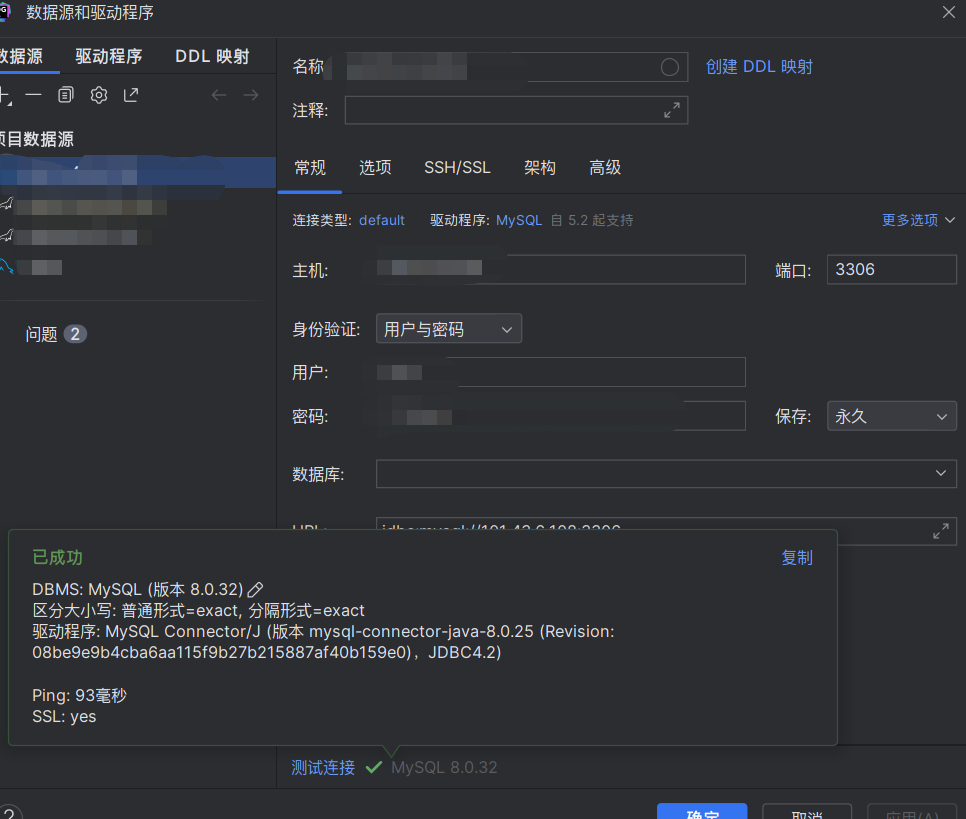 数据源和驱动程序
数据源 驱动程序 DDL 映射
名称
创建 DDL 映射
注释:
项目数据源
常规 选项 SSH/SSL 架构 高级
连接类型: default 驱动程序: MySQL 自 5.2 起支持 更多选项
主机:
端口: 3306
问题 2
身份验证: 用户与密码
用户:
密码:
保存: 永久
数据库:
已成功
复制
DBMS: MySQL (版本 8.0.32)
区分大小写: 普通形式=exact, 分隔形式=exact
驱动程序: MySQL Connector/J (版本 mysql-connector-java-8.0.25 (Revision:
08be9e9b4cba6aa115f9b27b215887af40b159e0)，JDBC4.2)
Ping: 93毫秒
SSL: yes
测试连接 MySQL 8.0.32
? 确定 取消 应用(A)